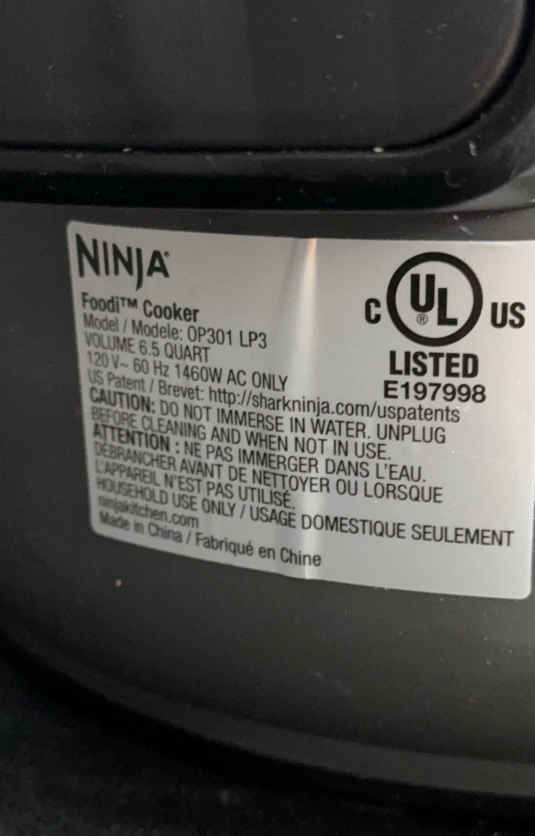 NINJA
Foodi™ Cooker
Model / Modele: OP301 LP3
VOLUME 6.5 QUART
120 V~ 60 Hz 1460W AC ONLY
US Patent / Brevet: http://sharkninja.com/uspatents
CAUTION: DO NOT IMMERSE IN WATER. UNPLUG
BEFORE CLEANING AND WHEN NOT IN USE.
ATTENTION : NE PAS IMMERGER DANS L'EAU.
DÉBRANCHER AVANT DE NETTOYER OU LORSQUE
L'APPAREIL N'EST PAS UTILISÉ.
HOUSEHOLD USE ONLY / USAGE DOMESTIQUE SEULEMENT
ninjakitchen.com
Made in China / Fabriqué en Chine
C UL® US
LISTED
E197998